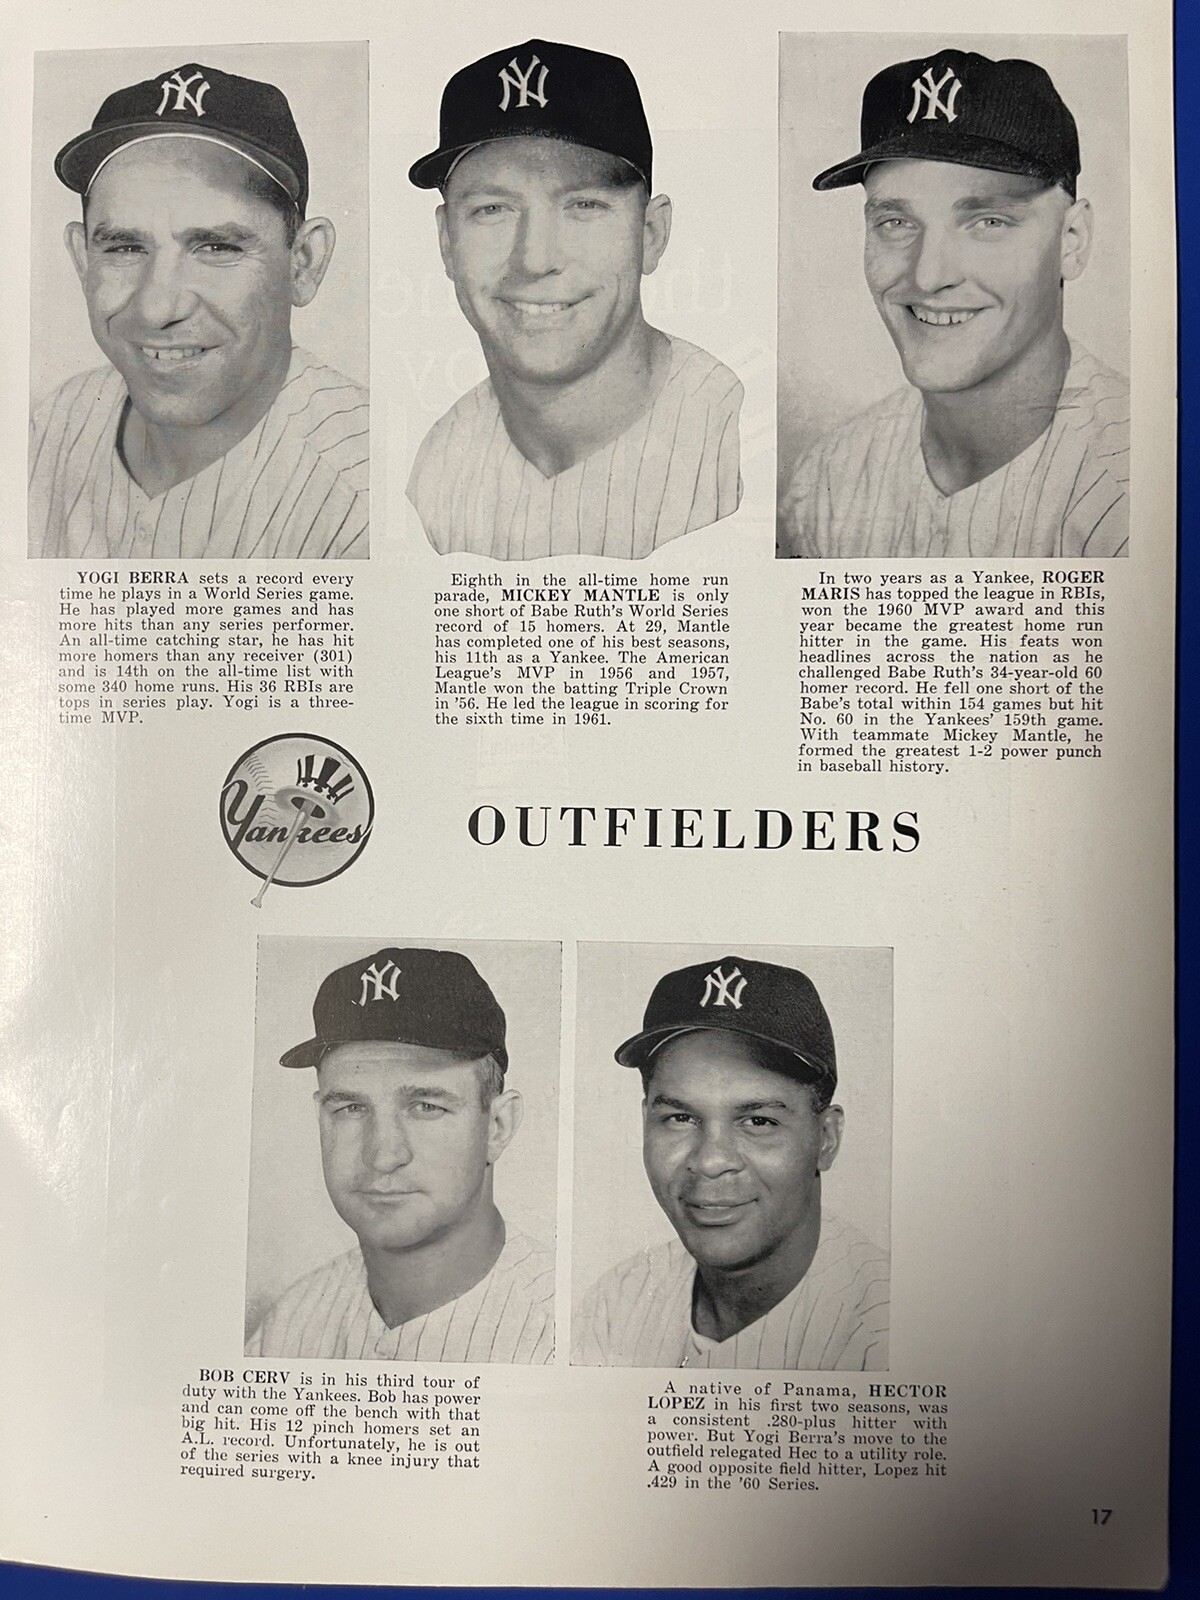 NY
NY
NY
YOGI BERRA sets a record every
time he plays in a World Series game.
He has played more games and has
more hits than any series performer.
An all-time catching star, he has hit
more homers than any receiver (301)
and is 14th on the all-time list with
some 340 home runs. His 36 RBIs are
tops in series play. Yogi is a three-
time MVP.
Eighth in the all-time home run
parade, MICKEY MANTLE is only
one short of Babe Ruth's World Series
record of 15 homers. At 29, Mantle
has completed one of his best seasons,
his 11th as a Yankee. The American
League's MVP in 1956 and 1957,
Mantle won the batting Triple Crown
in '56. He led the league in scoring for
the sixth time in 1961.
In two years as a Yankee, ROGER
MARIS has topped the league in RBIs,
won the 1960 MVP award and this
year became the greatest home run
hitter in the game. His feats won
headlines across the nation as he
challenged Babe Ruth's 34-year-old 60
homer record. He fell one short of the
Babe's total within 154 games but hit
No. 60 in the Yankees' 159th game.
With teammate Mickey Mantle, he
formed the greatest 1-2 power punch
in baseball history.
Yankees
OUTFIELDERS
NY
NY
BOB CERV is in his third tour of
duty with the Yankees. Bob has power
and can come off the bench with that
big hit. His 12 pinch homers set an
A.L. record. Unfortunately, he is out
of the series with a knee injury that
required surgery.
A native of Panama, HECTOR
LOPEZ in his first two seasons, was
a consistent .280-plus hitter with
power. But Yogi Berra's move to the
outfield relegated Hec to a utility role.
A good opposite field hitter, Lopez hit
.429 in the '60 Series.
17